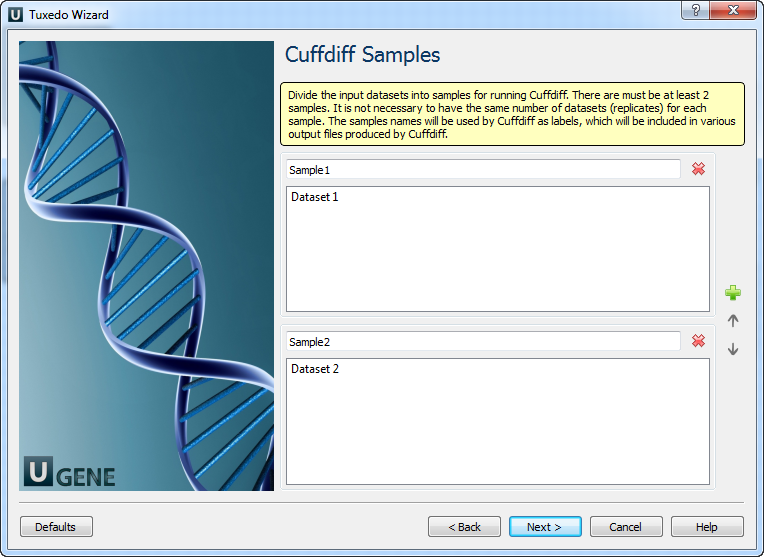 Tuxedo Wizard
Cuffdiff Samples
Divide the input datasets into samples for running Cuffdiff. There are must be at least 2
samples. It is not necessary to have the same number of datasets (replicates) for each
sample. The samples names will be used by Cuffdiff as labels, which will be included in various
output files produced by Cuffdiff.
Sample1
Dataset 1
Sample2
Dataset 2
U GENE
Defaults
< Back
Next >
Cancel
Help